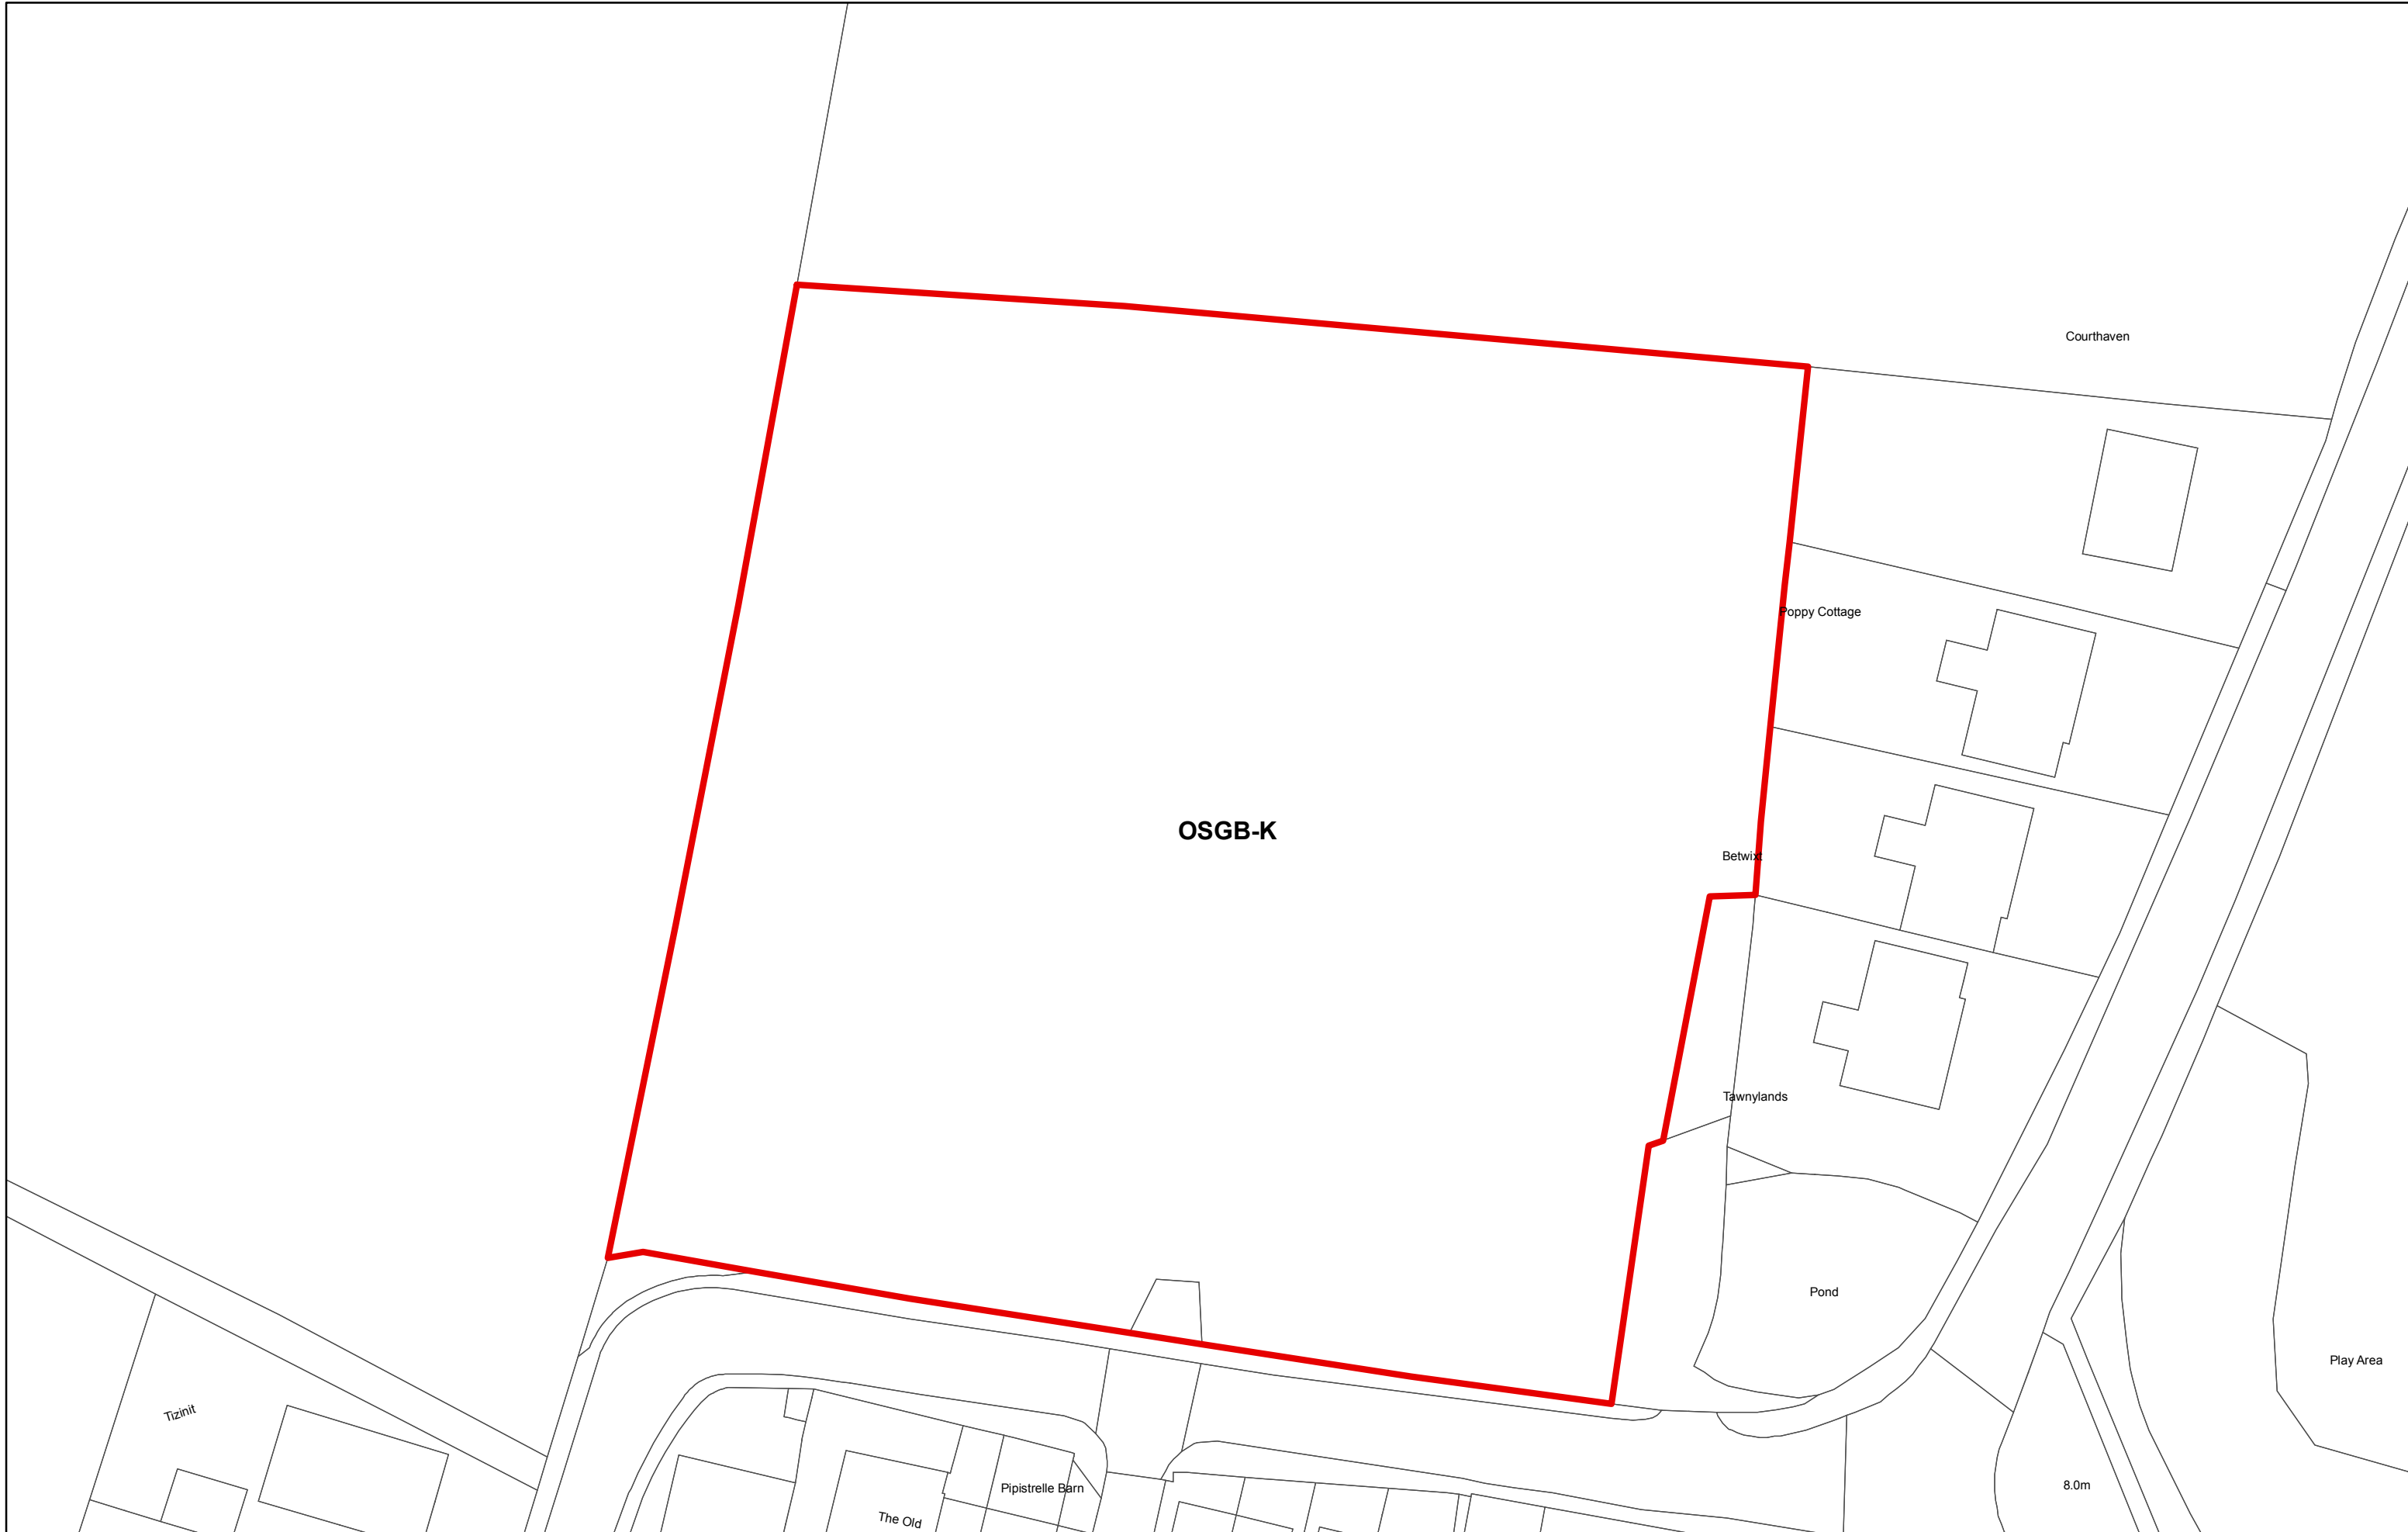 Courthaven
Poppy Cottage
OSGB-K
Betwixt
Tawnylands
Pond
Play Area
Tizinit
8.0m
Pipistrelle Barn
The Old